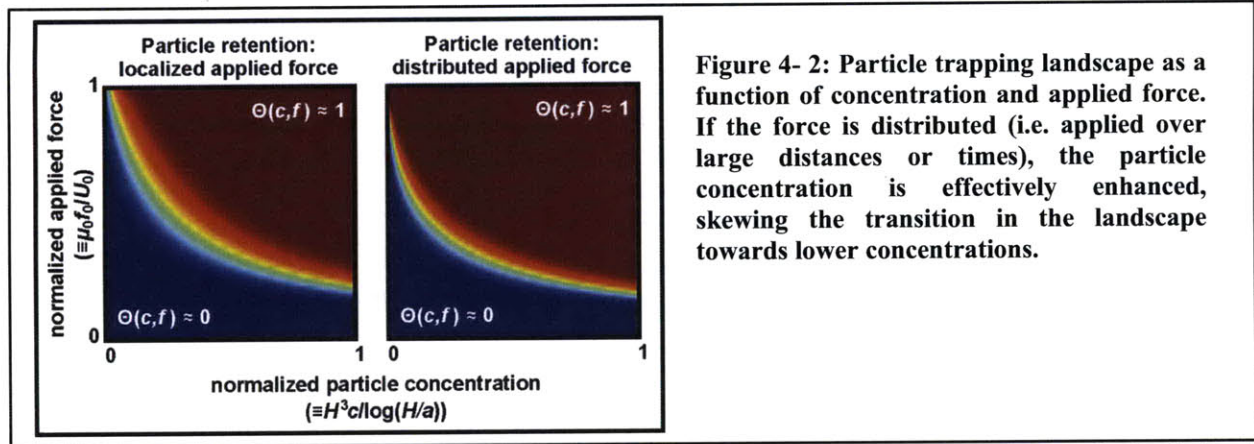 Particle retention:
localized applied force
Particle retention:
distributed applied force
normalized applied force
(≡μ₀f₀/U₀)
1
0
Θ(c,f) ≈ 1
Θ(c,f) ≈ 0
Θ(c,f) ≈ 1
Θ(c,f) ≈ 0
0
1
0
1
normalized particle concentration
(≡H³c/log(H/a))
Figure 4- 2: Particle trapping landscape as a
function of concentration and applied force.
If the force is distributed (i.e. applied over
large distances or times), the particle
concentration is effectively enhanced,
skewing the transition in the landscape
towards lower concentrations.